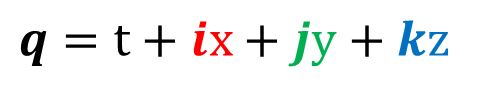 q = t + ix + jy + kz